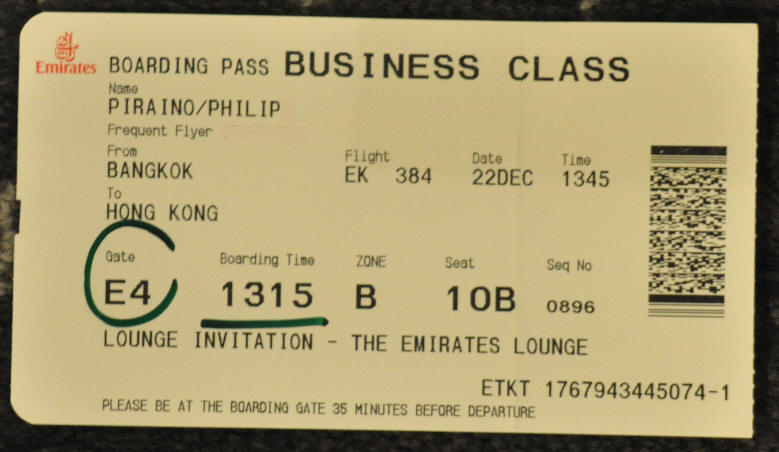 Emirates BOARDING PASS BUSINESS CLASS
Name
PIRAINO/PHILIP
Frequent Flyer
From Flight Date Time
BANGKOK EK 384 22DEC 1345
To
HONG KONG
Gate Boarding Time ZONE Seat Seq No
E4 1315 B 10B 0896
LOUNGE INVITATION - THE EMIRATES LOUNGE
ETKT 1767943445074-1
PLEASE BE AT THE BOARDING GATE 35 MINUTES BEFORE DEPARTURE